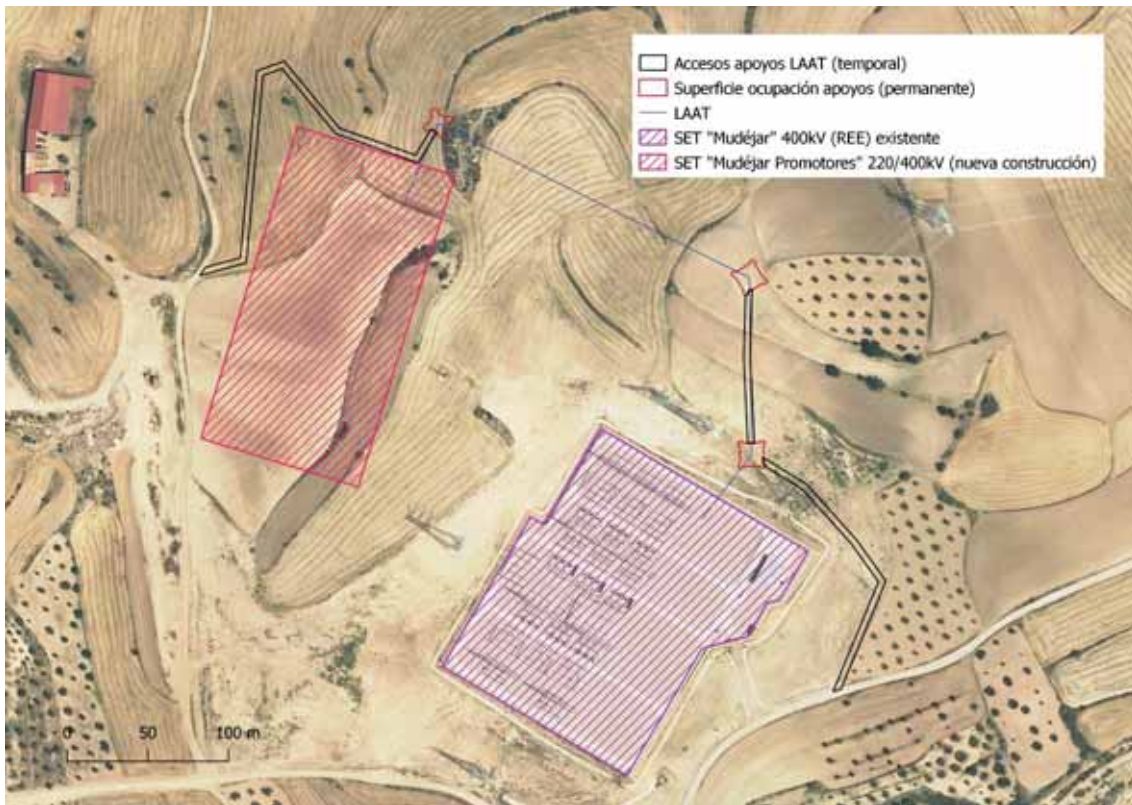 Accesos apoyos LAAT (temporal)
Superficie ocupación apoyos (permanente)
LAAT
SET "Mudéjar" 400kV (REE) existente
SET "Mudéjar Promotores" 220/400kV (nueva construcción)
0 50 100 m